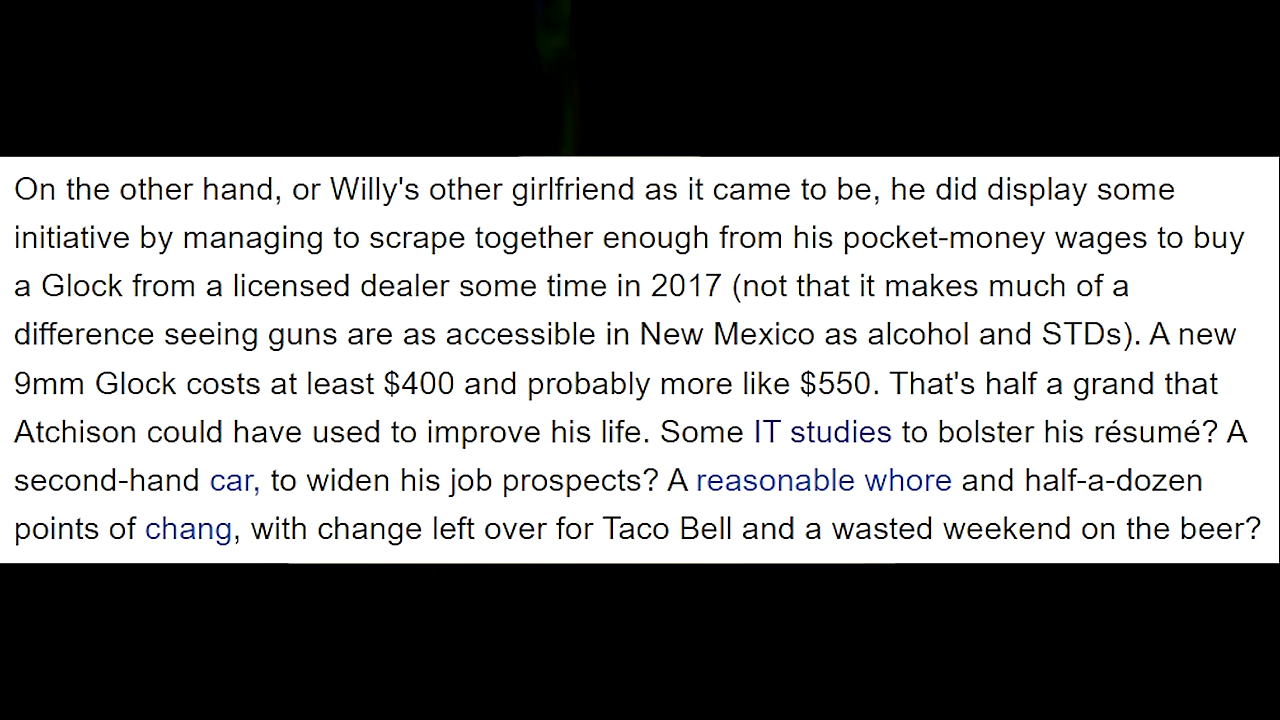 On the other hand, or Willy's other girlfriend as it came to be, he did display some
initiative by managing to scrape together enough from his pocket-money wages to buy
a Glock from a licensed dealer some time in 2017 (not that it makes much of a
difference seeing guns are as accessible in New Mexico as alcohol and STDs). A new
9mm Glock costs at least $400 and probably more like $550. That's half a grand that
Atchison could have used to improve his life. Some IT studies to bolster his résumé? A
second-hand car, to widen his job prospects? A reasonable whore and half-a-dozen
points of chang, with change left over for Taco Bell and a wasted weekend on the beer?